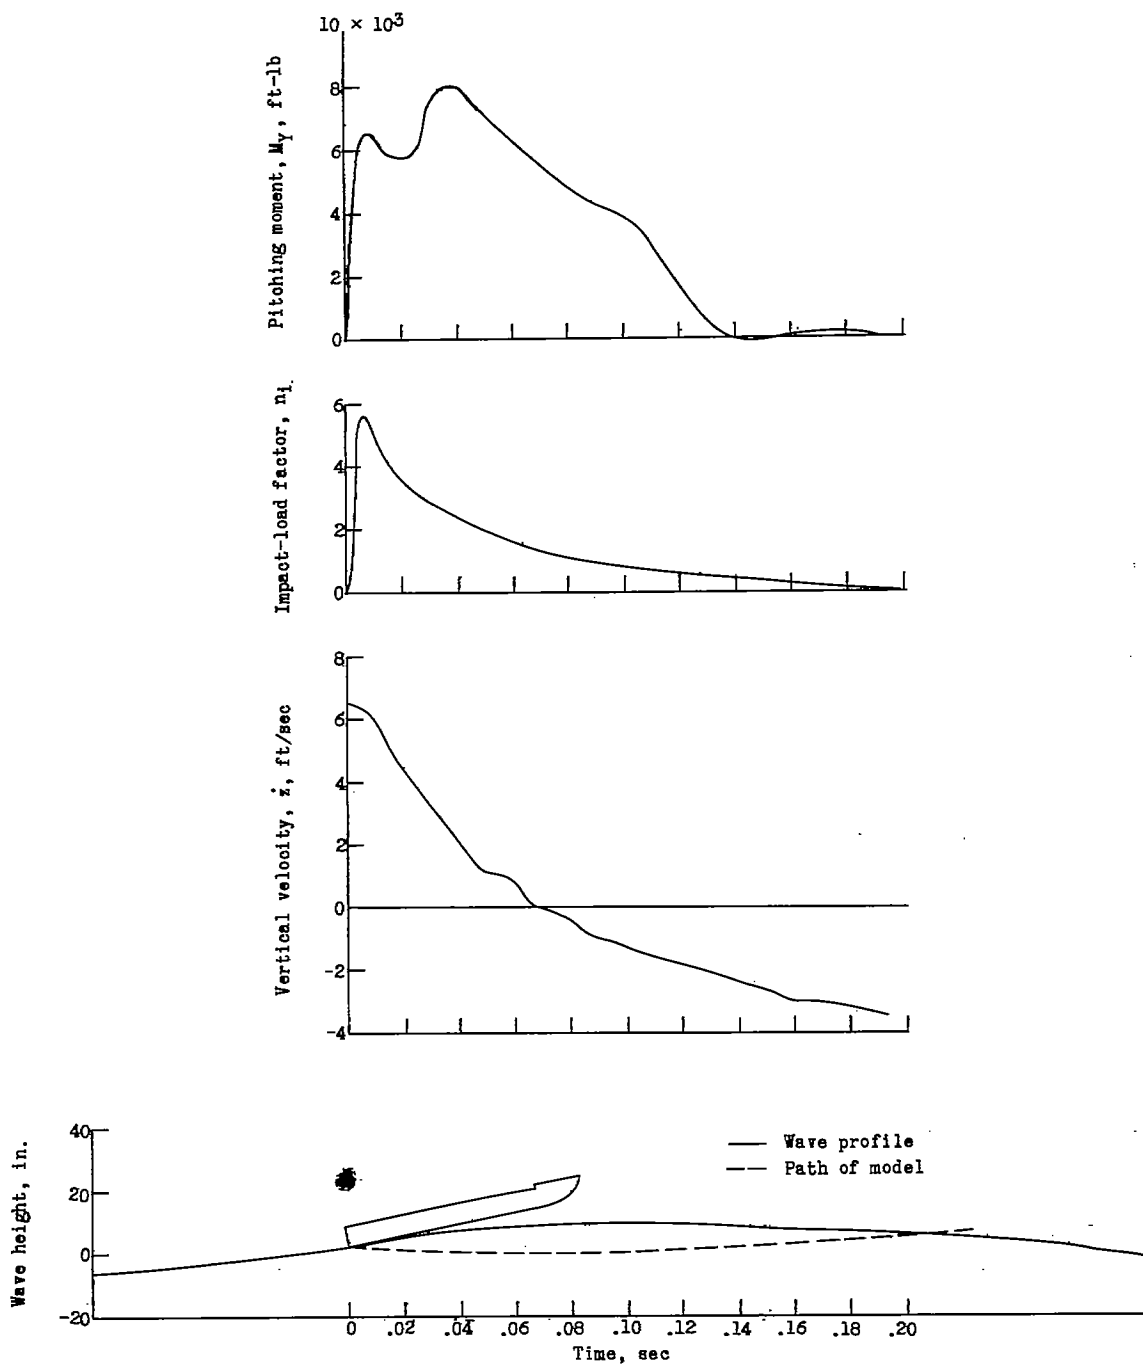 10 × 10³
8
6
4
2
0
Pitching moment, M_Y, ft-lb
6
4
2
0
Impact-load factor, n_i
8
6
4
2
0
-2
-4
Vertical velocity, ż, ft/sec
40
20
0
-20
Wave height, in.
Wave profile
Path of model
0 .02 .04 .06 .08 .10 .12 .14 .16 .18 .20
Time, sec